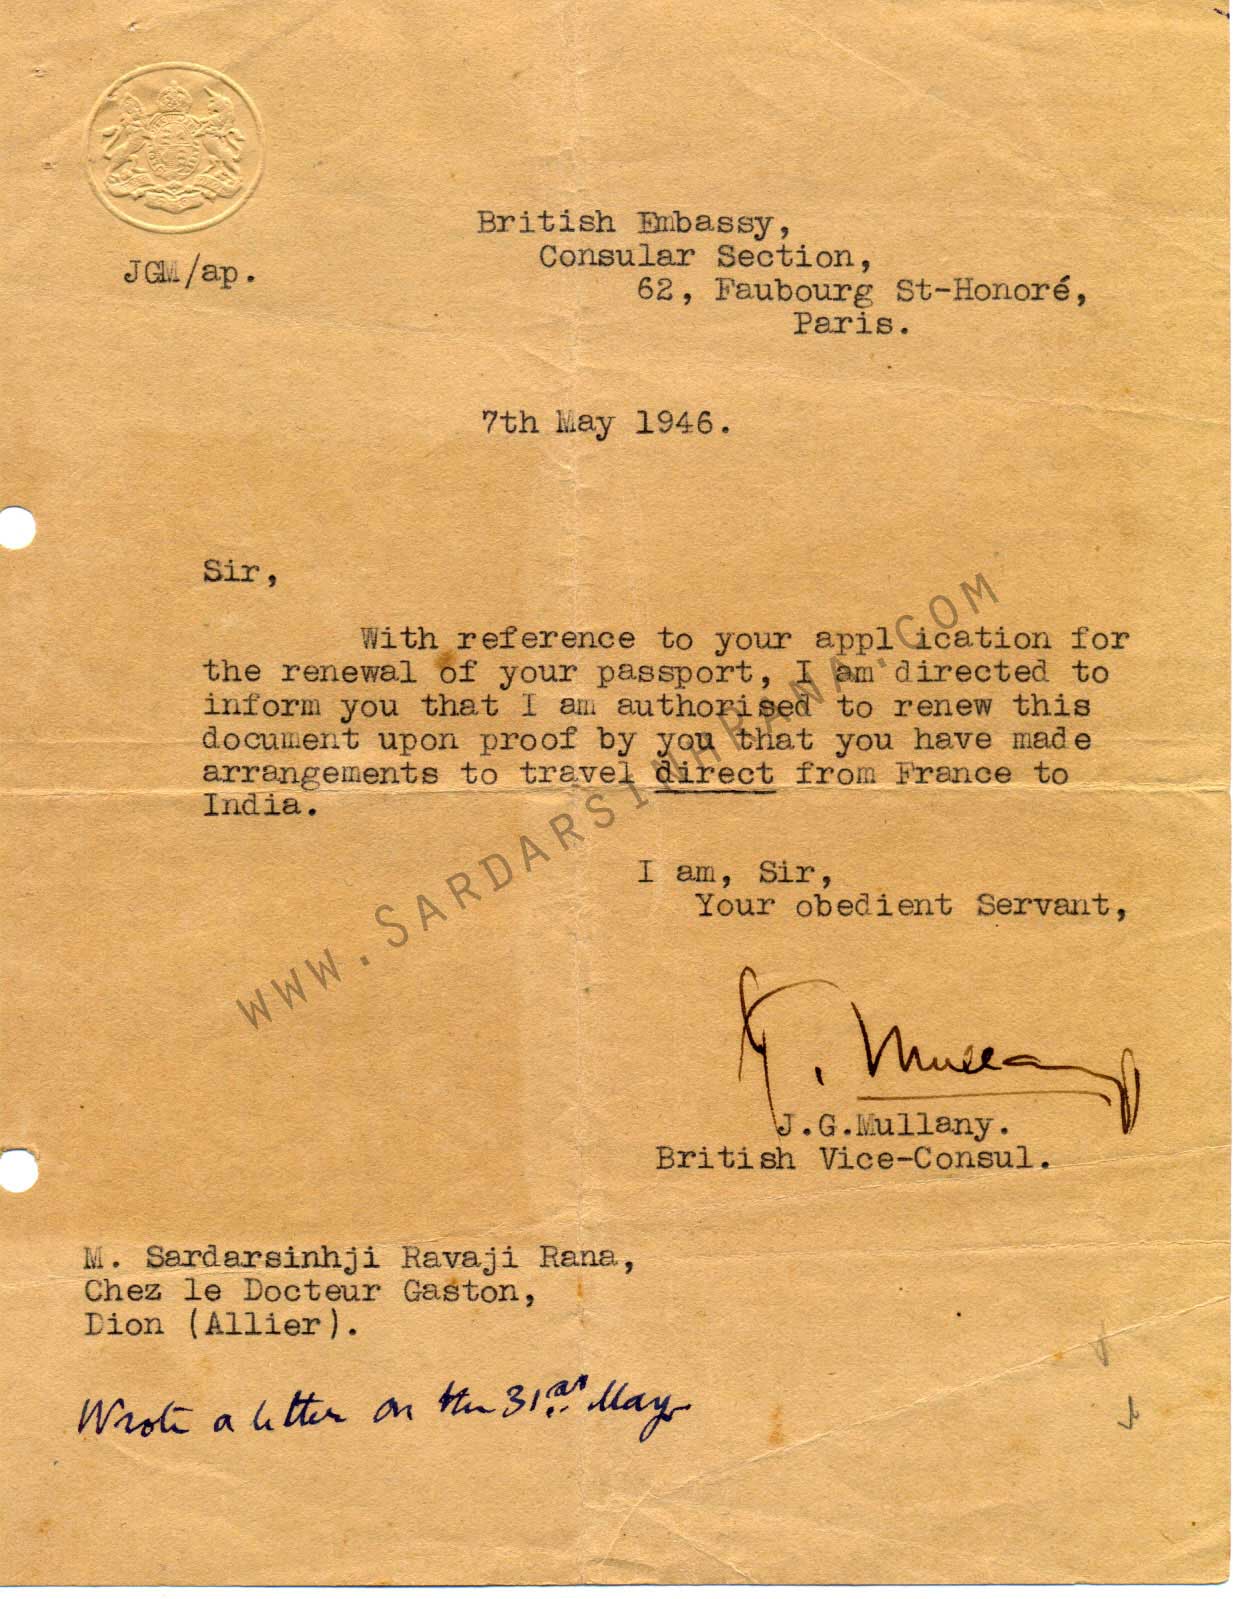 JGM/ap.
British Embassy,
Consular Section,
62, Faubourg St-Honoré,
Paris.
7th May 1946.
Sir,
With reference to your appl ication for
the renewal of your passport, I am directed to
inform you that I am authorised to renew this
document upon proof by you that you have made
arrangements to travel direct from France to
India.
I am, Sir,
Your obedient Servant,
Mullany
J.G.Mullany.
British Vice-Consul.
M. Sardarsinhji Ravaji Rana,
Chez le Docteur Gaston,
Dion (Allier).
Wrote a letter on the 31st May
WWW.SARDARSINHRANA.COM